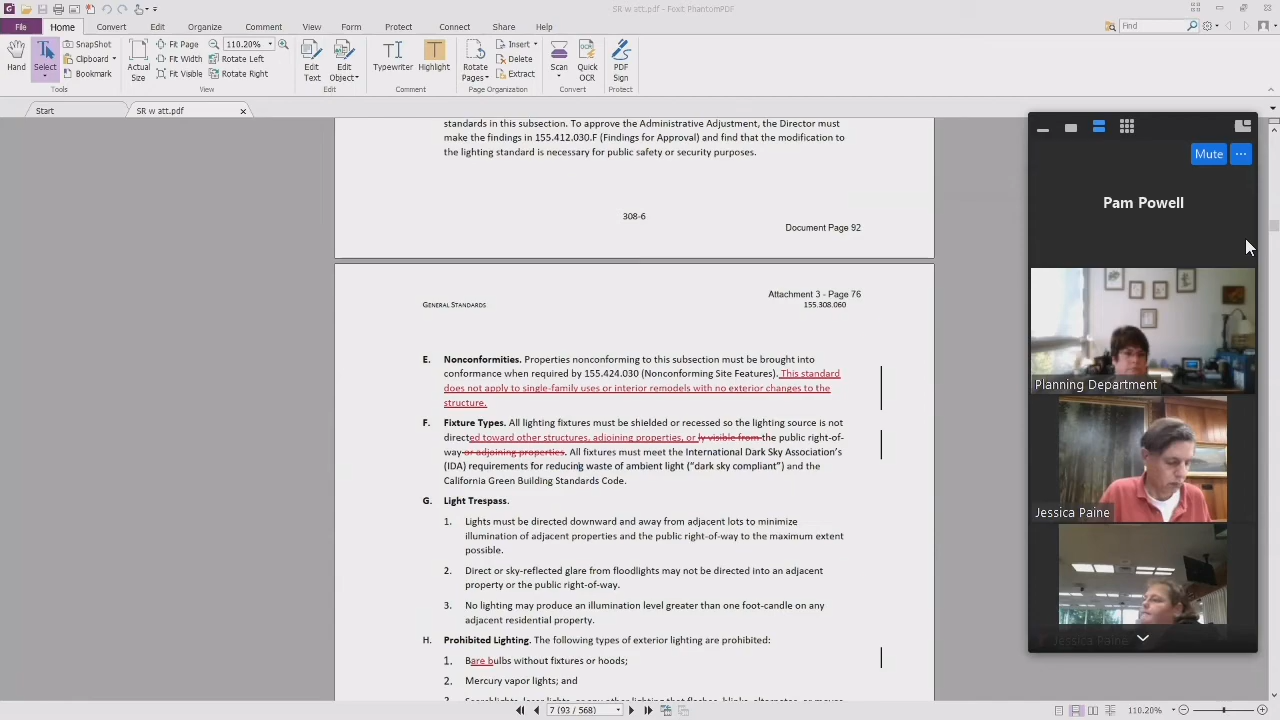 SR w att.pdf - Foxit PhantomPDF
File Home Convert Edit Organize Comment View Form Protect Connect Share Help Find
Hand Select SnapShot Clipboard Bookmark Tools
Actual Size Fit Page Fit Width Fit Visible 110.20% Rotate Left Rotate Right View
Edit Text Edit Object Edit
Typewriter Highlight Comment
Rotate Pages Insert Delete Extract Page Organization
Scan Quick OCR Convert
PDF Sign Protect
Start SR w att.pdf
standards in this subsection. To approve the Administrative Adjustment, the Director must
make the findings in 155.412.030.F (Findings for Approval) and find that the modification to
the lighting standard is necessary for public safety or security purposes.
308-6
Document Page 92
Attachment 3 - Page 76
GENERAL STANDARDS 155.308.060
E. Nonconformities. Properties nonconforming to this subsection must be brought into
conformance when required by 155.424.030 (Nonconforming Site Features). This standard
does not apply to single-family uses or interior remodels with no exterior changes to the
structure.
F. Fixture Types. All lighting fixtures must be shielded or recessed so the lighting source is not
directed toward other structures, adjoining properties, or ly visible from the public right-of-
way or adjoining properties. All fixtures must meet the International Dark Sky Association's
(IDA) requirements for reducing waste of ambient light ("dark sky compliant") and the
California Green Building Standards Code.
G. Light Trespass.
1. Lights must be directed downward and away from adjacent lots to minimize
illumination of adjacent properties and the public right-of-way to the maximum extent
possible.
2. Direct or sky-reflected glare from floodlights may not be directed into an adjacent
property or the public right-of-way.
3. No lighting may produce an illumination level greater than one foot-candle on any
adjacent residential property.
H. Prohibited Lighting. The following types of exterior lighting are prohibited:
1. Bare bulbs without fixtures or hoods;
2. Mercury vapor lights; and
Mute ...
Pam Powell
Planning Department
Jessica Paine
Jessica Paine
7 (93 / 568)
110.20%